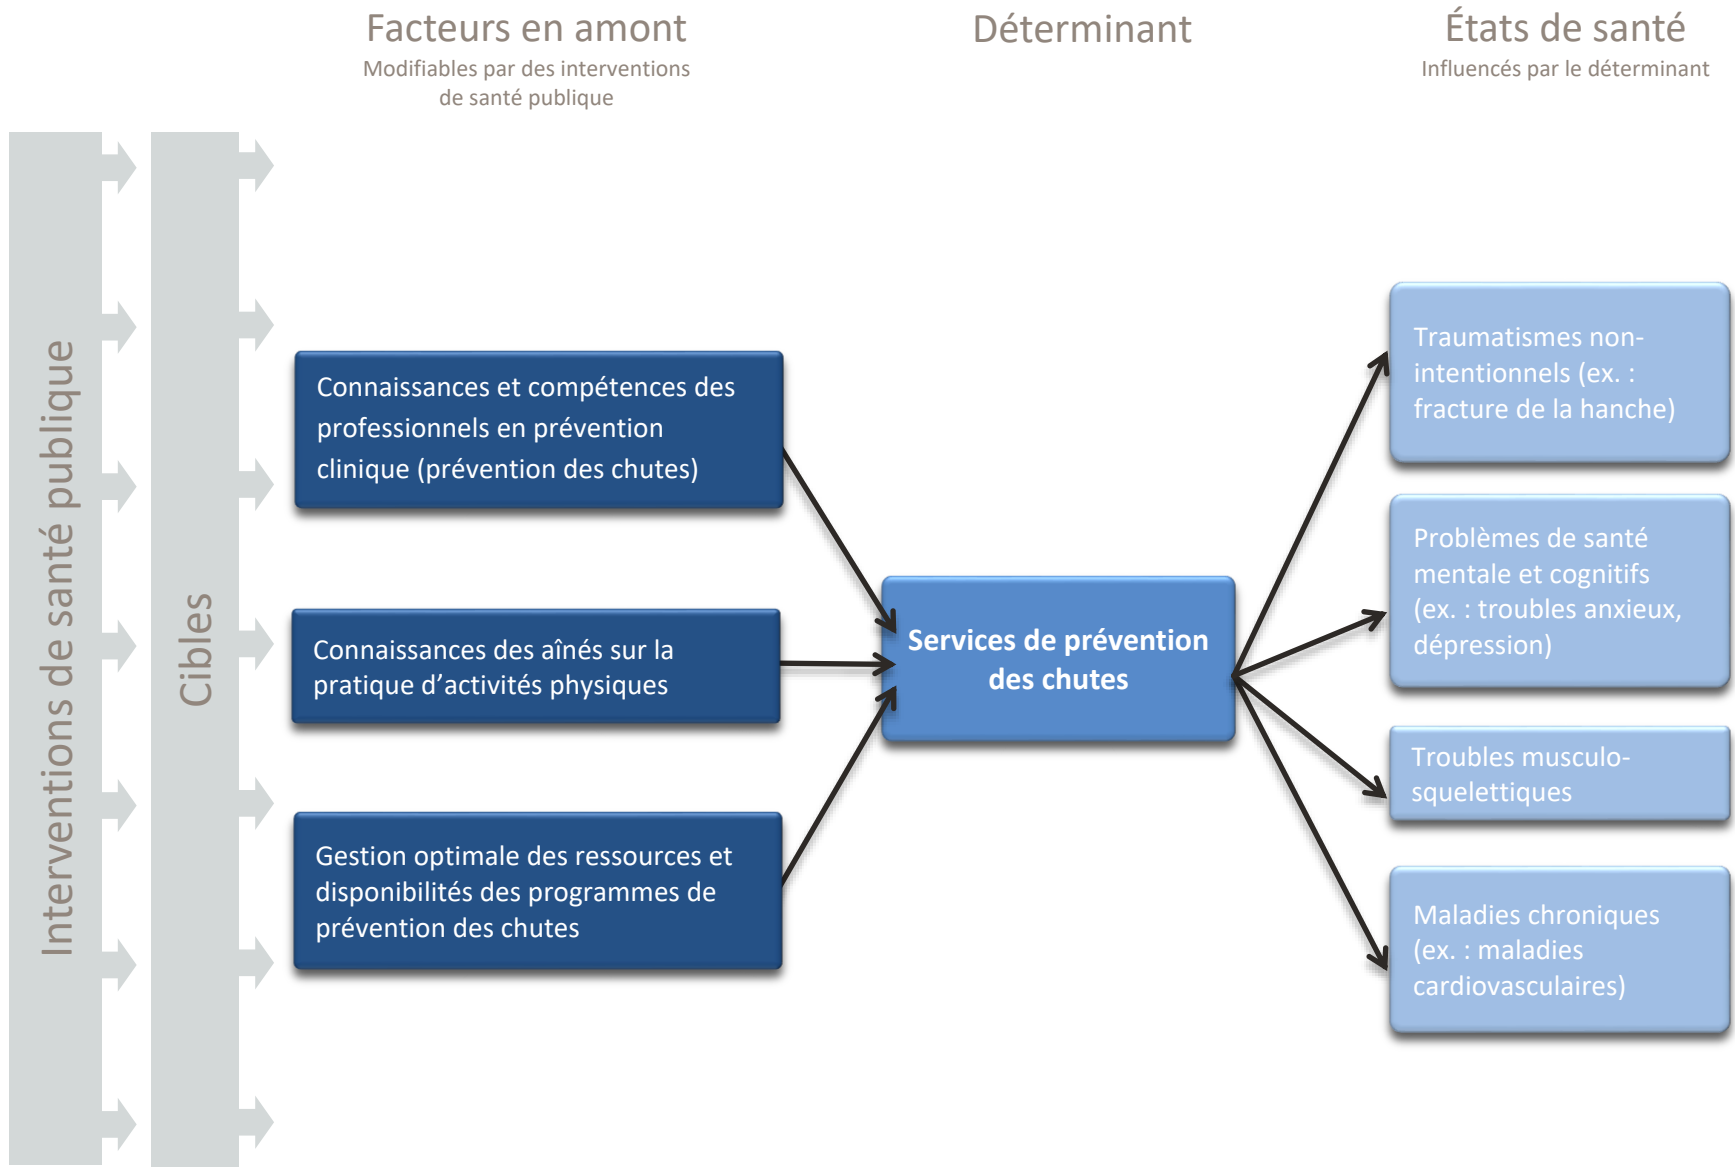 Facteurs en amont
Modifiables par des interventions
de santé publique
Déterminant
États de santé
Influencés par le déterminant
Interventions de santé publique
Cibles
Connaissances et compétences des
professionnels en prévention
clinique (prévention des chutes)
Connaissances des aînés sur la
pratique d’activités physiques
Gestion optimale des ressources et
disponibilités des programmes de
prévention des chutes
Services de prévention
des chutes
Traumatismes non-
intentionnels (ex. :
fracture de la hanche)
Problèmes de santé
mentale et cognitifs
(ex. : troubles anxieux,
dépression)
Troubles musculo-
squelettiques
Maladies chroniques
(ex. : maladies
cardiovasculaires)